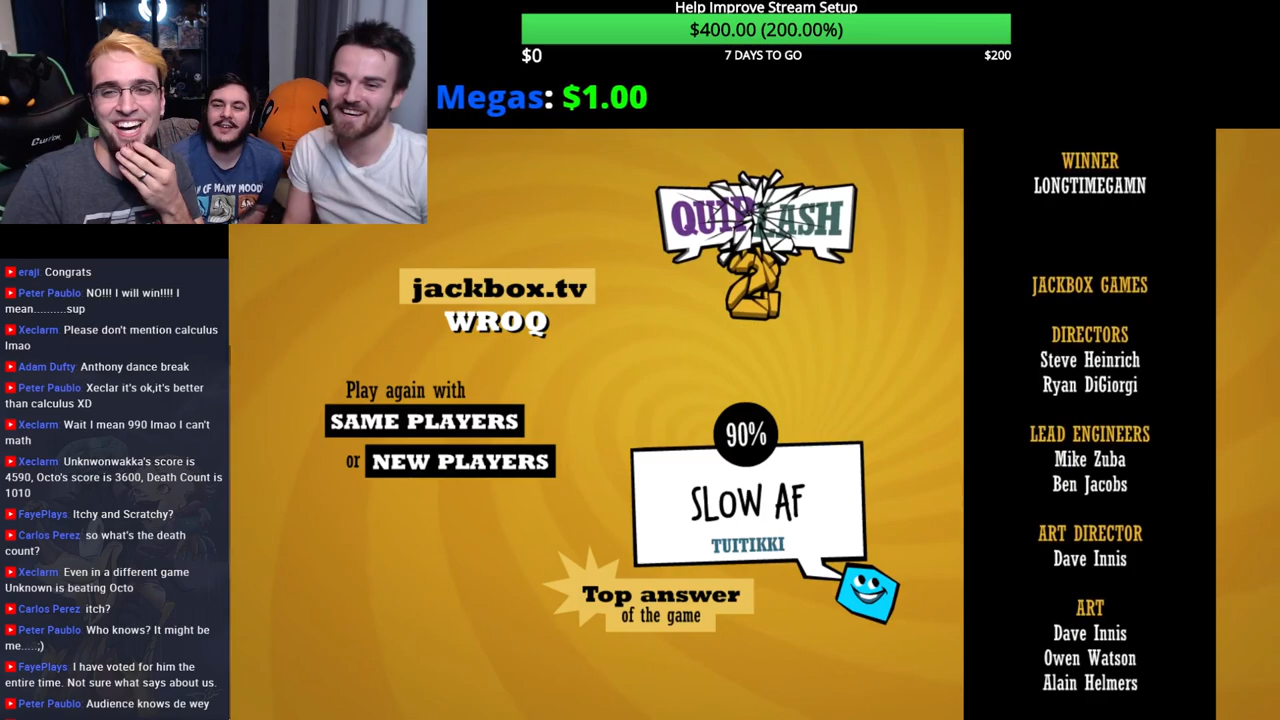 Help Improve Stream Setup
$400.00 (200.00%)
$0
7 DAYS TO GO
$200
Megas: $1.00
OF MANY MOOD
eraji Congrats
Peter Paublo NO!!! I will win!!!! I
mean..........sup
Xeclarm Please don't mention calculus
lmao
Adam Dufty Anthony dance break
Peter Paublo Xeclar it's ok,it's better
than calculus XD
Xeclarm Wait I mean 990 lmao I can't
math
Xeclarm Unknwonwakka's score is
4590, Octo's score is 3600, Death Count is
1010
FayePlays Itchy and Scratchy?
Carlos Perez so what's the death
count?
Xeclarm Even in a different game
Unknown is beating Octo
Carlos Perez itch?
Peter Paublo Who knows? It might be
me.....;)
FayePlays I have voted for him the
entire time. Not sure what says about us.
Peter Paublo Audience knows de wey
jackbox.tv
WROQ
Play again with
SAME PLAYERS
or NEW PLAYERS
QUIPLASH
2
90%
SLOW AF
TUITIKKI
Top answer
of the game
WINNER
LONGTIMEGAMN
JACKBOX GAMES
DIRECTORS
Steve Heinrich
Ryan DiGiorgi
LEAD ENGINEERS
Mike Zuba
Ben Jacobs
ART DIRECTOR
Dave Innis
ART
Dave Innis
Owen Watson
Alain Helmers